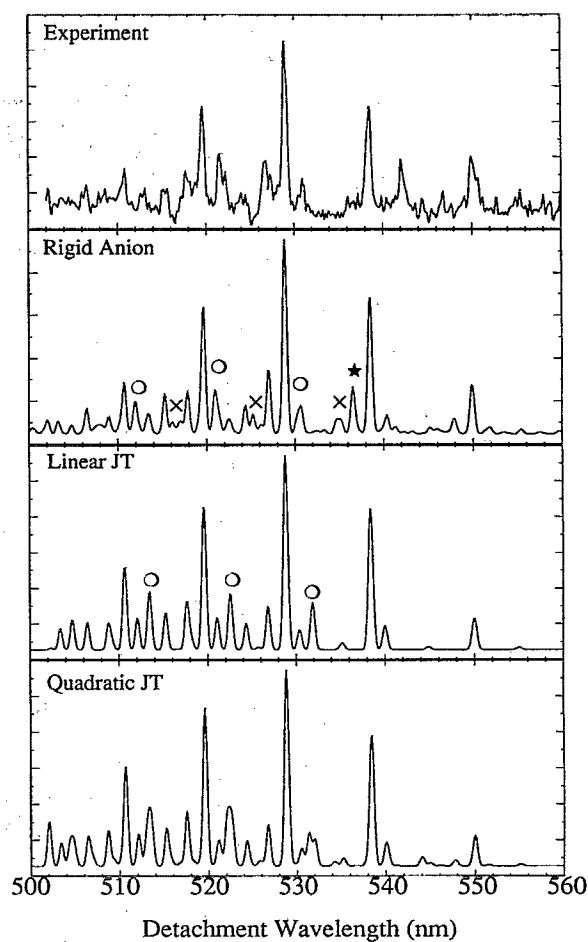 Experiment
Rigid Anion
Linear JT
Quadratic JT
500 510 520 530 540 550 560
Detachment Wavelength (nm)